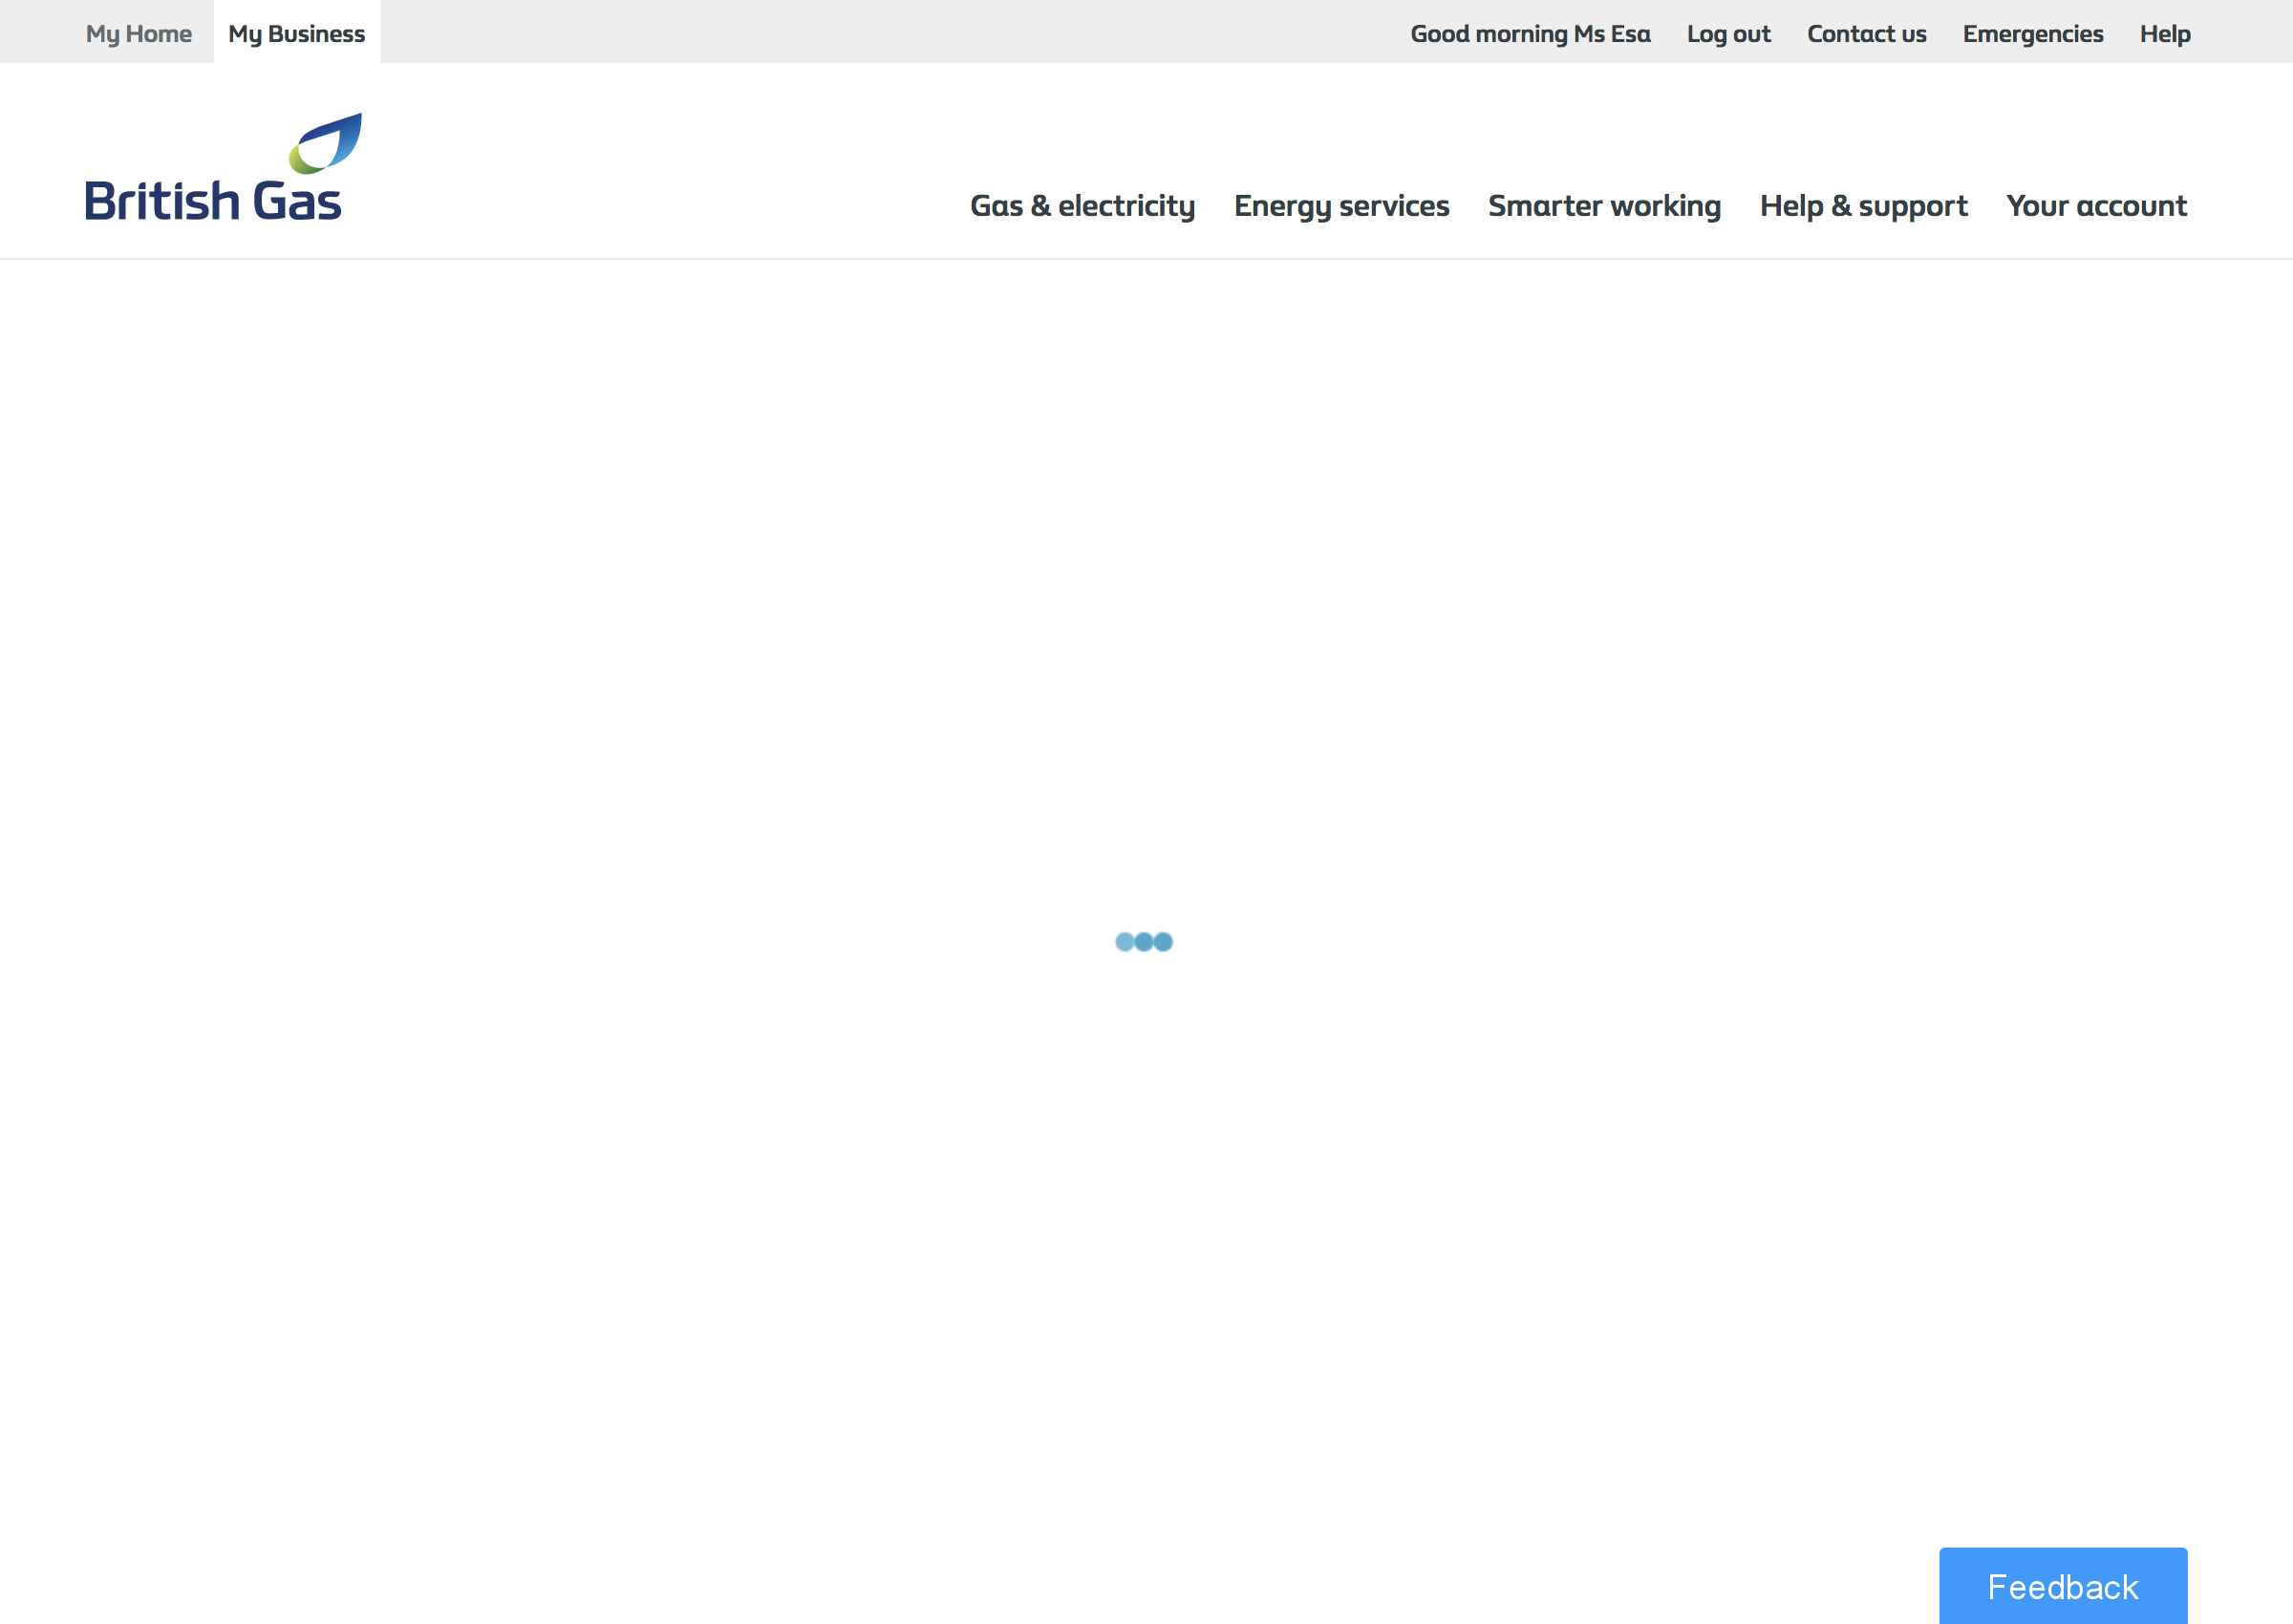 My Home My Business Good morning Ms Esa Log out Contact us Emergencies Help
British Gas
Gas & electricity Energy services Smarter working Help & support Your account
Feedback